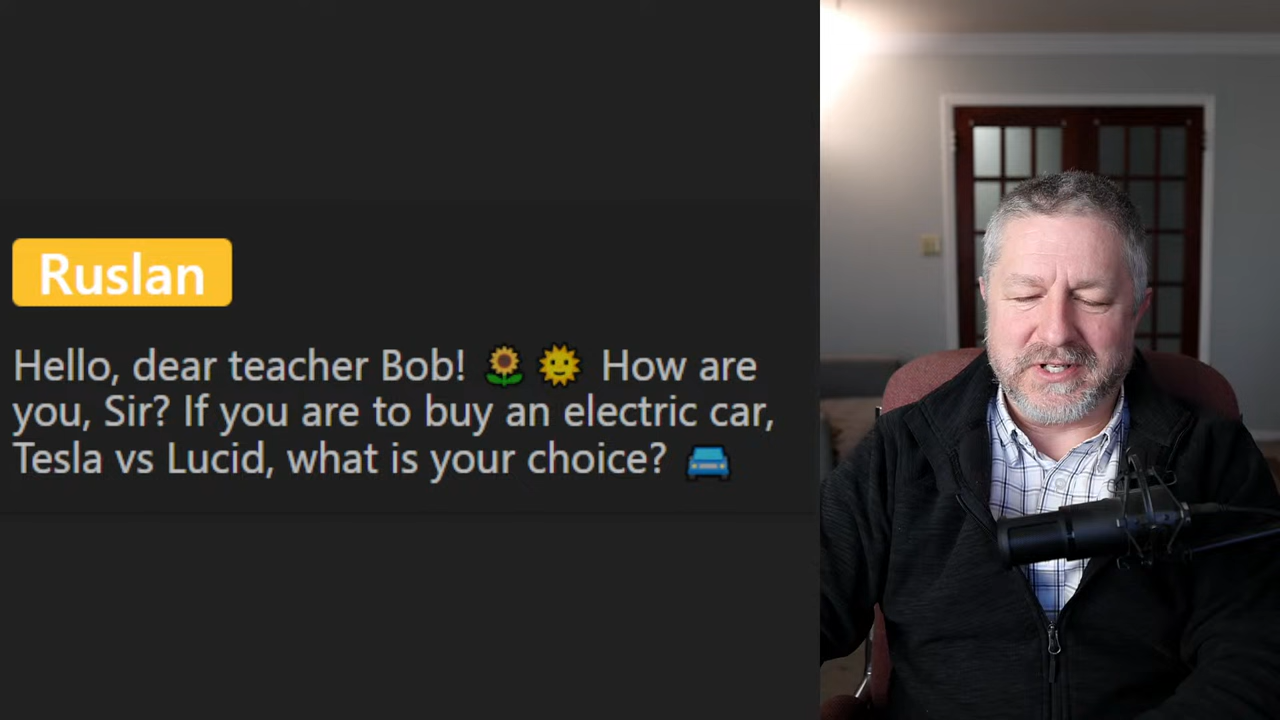 Ruslan
Hello, dear teacher Bob! 🌻 🌞 How are
you, Sir? If you are to buy an electric car,
Tesla vs Lucid, what is your choice? 🚘